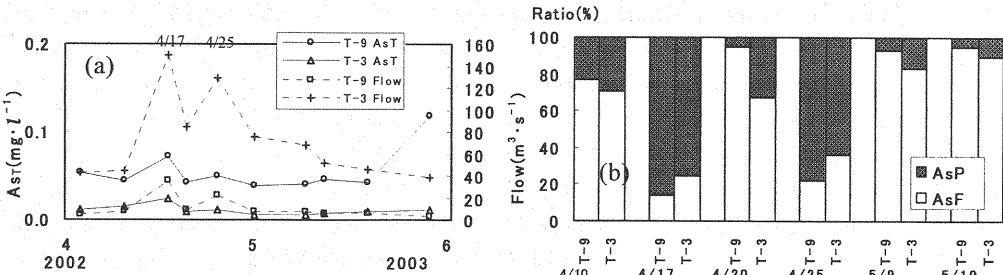 Ratio(%)
4/17 4/25
(a)
T-9 AsT
T-3 AsT
T-9 Flow
T-3 Flow
AsT(mg·l⁻¹)
0.2
0.1
0.0
160
140
120
100
80
60
40
20
0
4 5 6
2002 2003
Flow(m³·s⁻¹)
100
80
60
40
20
0
(b)
AsP
AsF
T-9 T-3 T-9 T-3 T-9 T-3 T-9 T-3 T-9 T-3 T-9 T-3
4/10 4/17 4/20 4/25 5/9 5/18